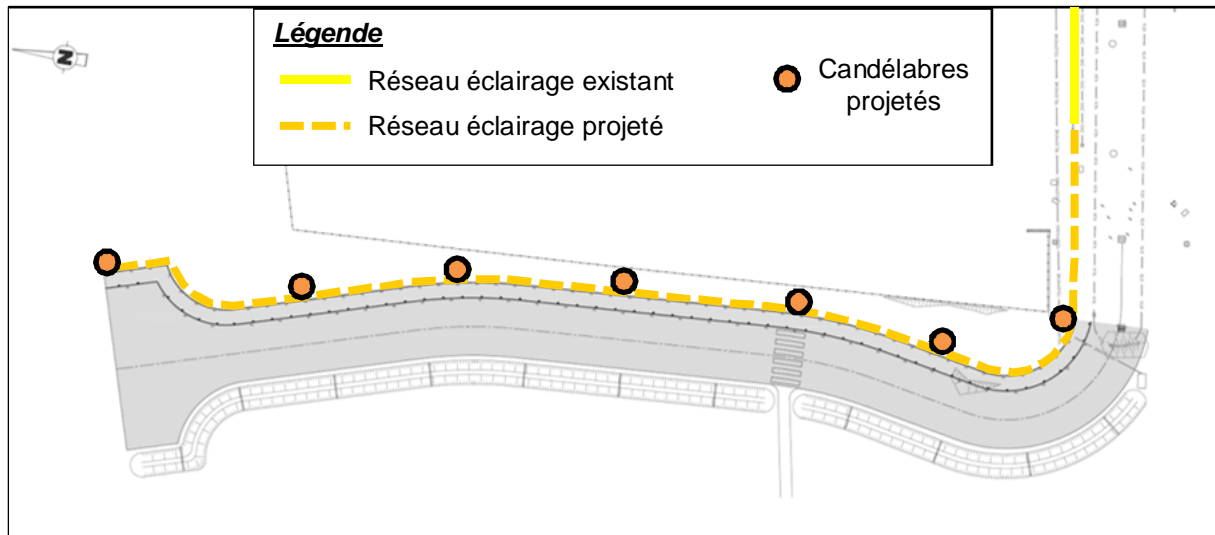 Légende
Réseau éclairage existant
Réseau éclairage projeté
Candélabres
projetés
N